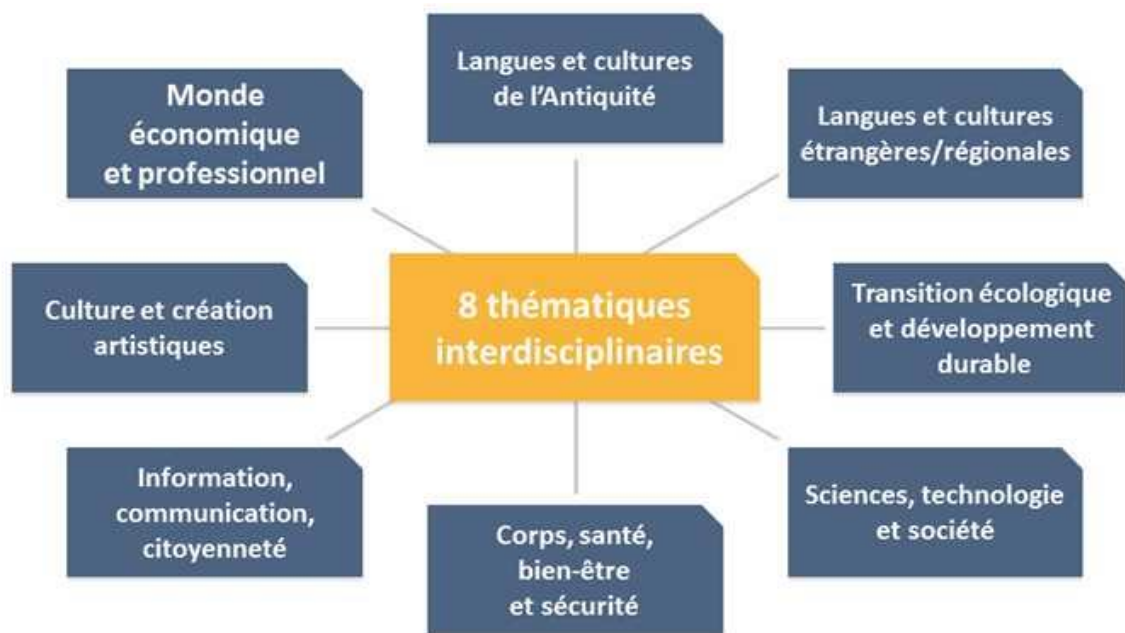 Langues et cultures
de l'Antiquité
Monde
économique
et professionnel
Langues et cultures
étrangères/régionales
Culture et création
artistiques
8 thématiques
interdisciplinaires
Transition écologique
et développement
durable
Information,
communication,
citoyenneté
Corps, santé,
bien-être
et sécurité
Sciences, technologie
et société